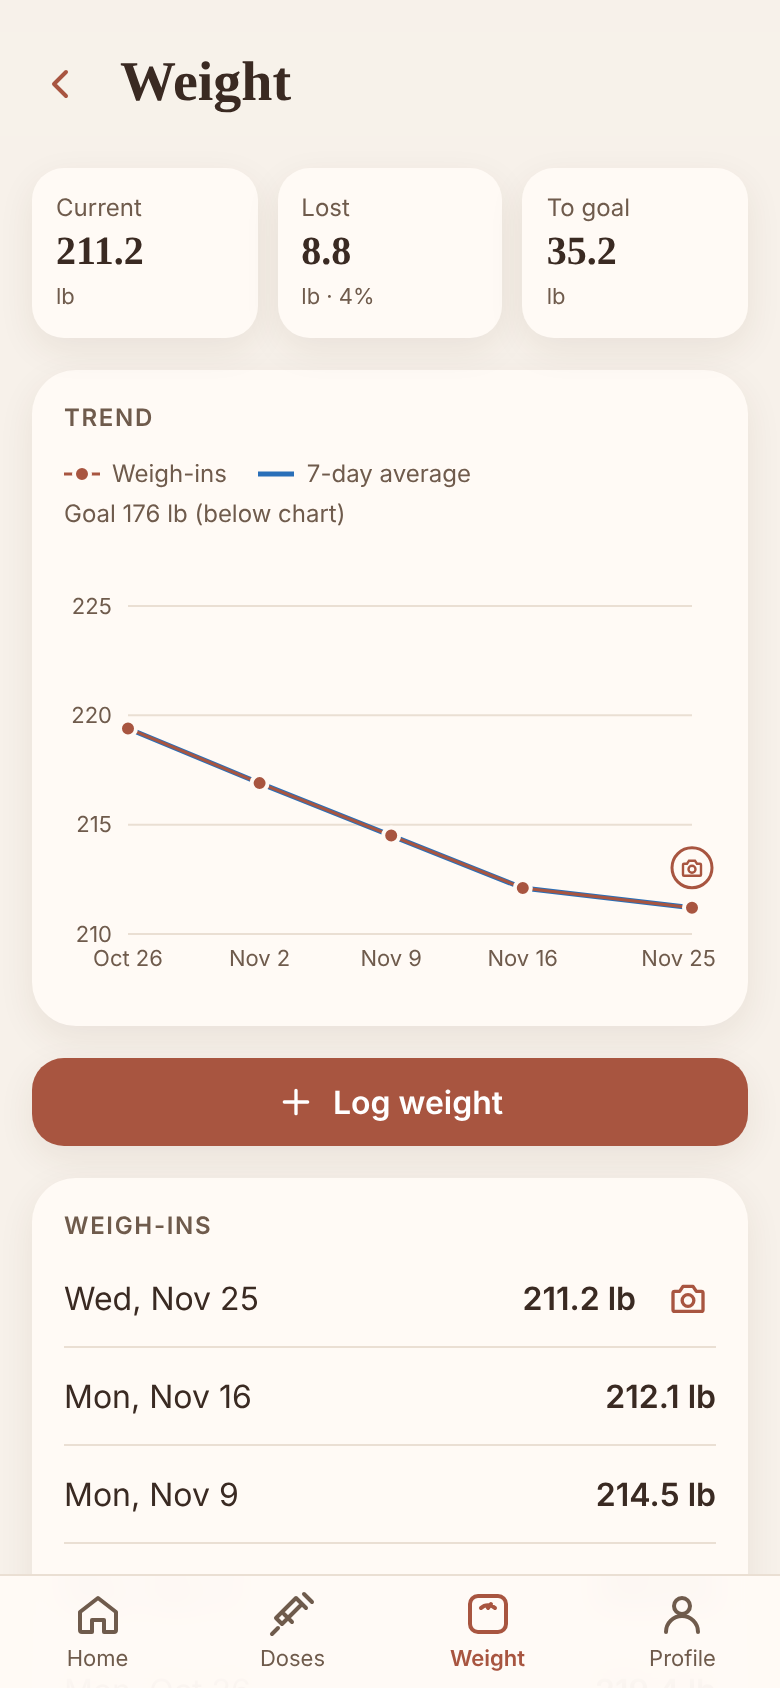 Weight
Current
211.2
lb
Lost
8.8
lb · 4%
To goal
35.2
lb
TREND
Weigh-ins
7-day average
Goal 176 lb (below chart)
225
220
215
210
Oct 26
Nov 2
Nov 9
Nov 16
Nov 25
+ Log weight
WEIGH-INS
Wed, Nov 25
211.2 lb
Mon, Nov 16
212.1 lb
Mon, Nov 9
214.5 lb
Home
Doses
Weight
Profile